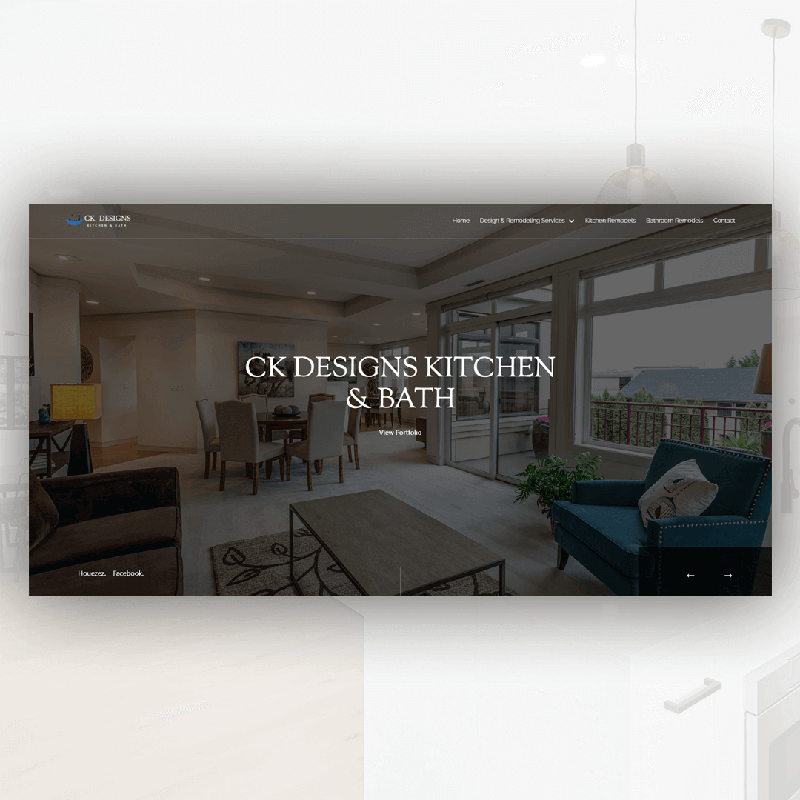 CK DESIGNS
KITCHEN & BATH
Home Design & Remodeling Services Kitchen Remodels Bathroom Remodels Contact
CK DESIGNS KITCHEN
& BATH
View Portfolio
Houzz. Facebook.